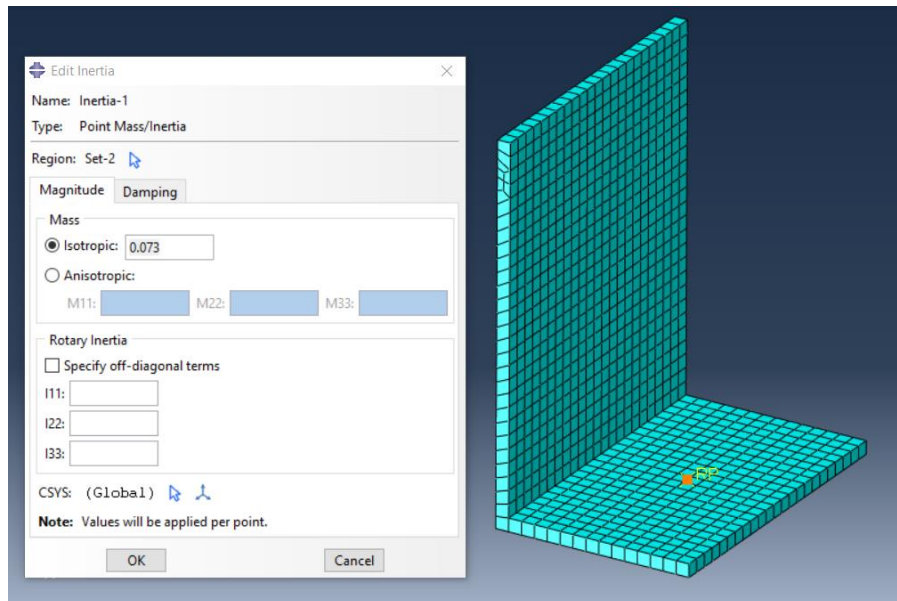 Edit Inertia
Name: Inertia-1
Type: Point Mass/Inertia
Region: Set-2
Magnitude Damping
Mass
Isotropic: 0.073
Anisotropic:
M11: M22: M33:
Rotary Inertia
Specify off-diagonal terms
I11:
I22:
I33:
CSYS: (Global)
Note: Values will be applied per point.
OK Cancel
RP